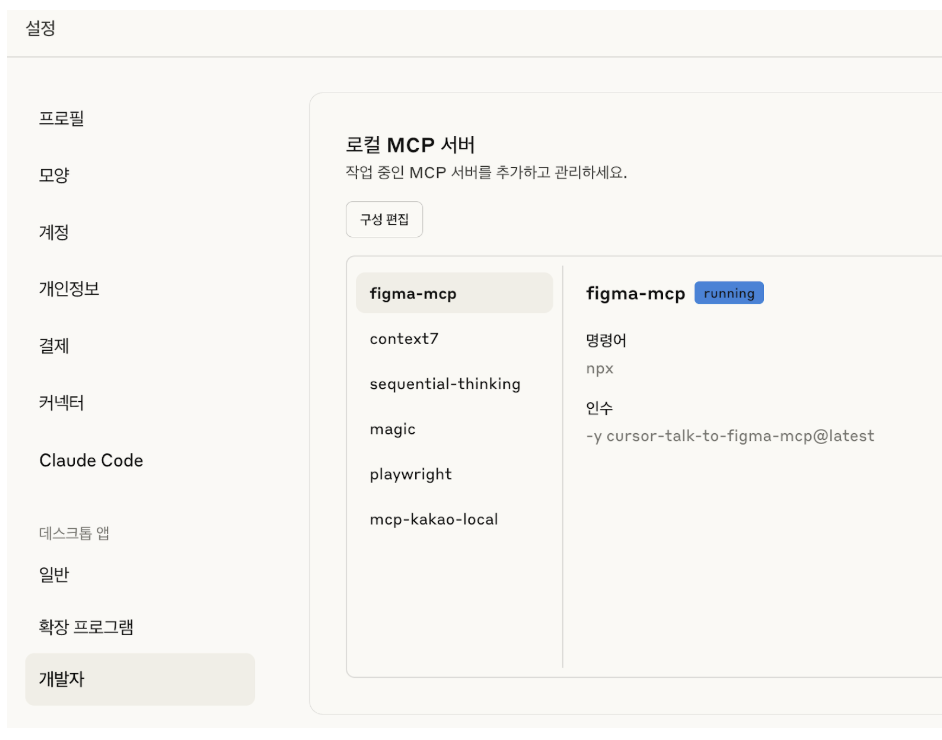 설정
프로필
모양
계정
개인정보
결제
커넥터
Claude Code
데스크톱 앱
일반
확장 프로그램
개발자
로컬 MCP 서버
작업 중인 MCP 서버를 추가하고 관리하세요.
구성 편집
figma-mcp
context7
sequential-thinking
magic
playwright
mcp-kakao-local
figma-mcp running
명령어
npx
인수
-y cursor-talk-to-figma-mcp@latest